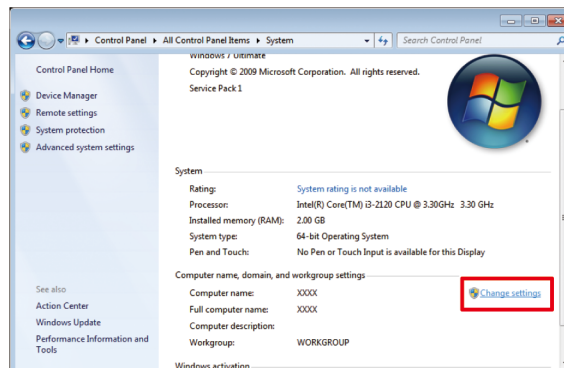 Control Panel ▸ All Control Panel Items ▸ System
Search Control Panel
Control Panel Home
Device Manager
Remote settings
System protection
Advanced system settings
See also
Action Center
Windows Update
Performance Information and
Tools
Windows 7 Ultimate
Copyright © 2009 Microsoft Corporation. All rights reserved.
Service Pack 1
System
Rating: System rating is not available
Processor: Intel(R) Core(TM) i3-2120 CPU @ 3.30GHz 3.30 GHz
Installed memory (RAM): 2.00 GB
System type: 64-bit Operating System
Pen and Touch: No Pen or Touch Input is available for this Display
Computer name, domain, and workgroup settings
Computer name: XXXX
Change settings
Full computer name: XXXX
Computer description:
Workgroup: WORKGROUP
Windows activation